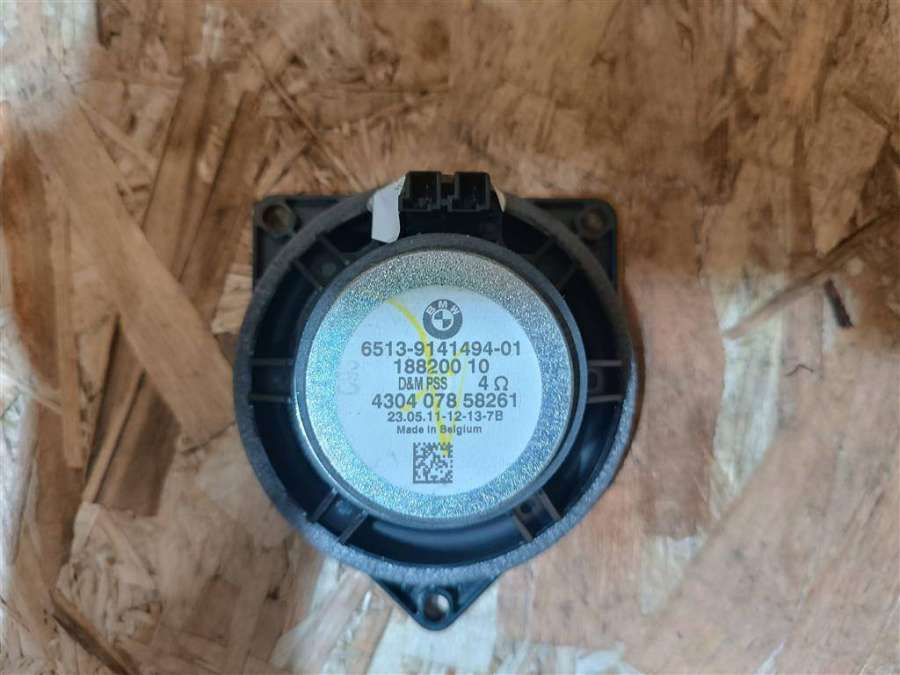 BMW
6513-9141494-01
188200 10
D&M PSS 4 Ω
4304 078 58261
23.05.11-12-13-7B
Made in Belgium